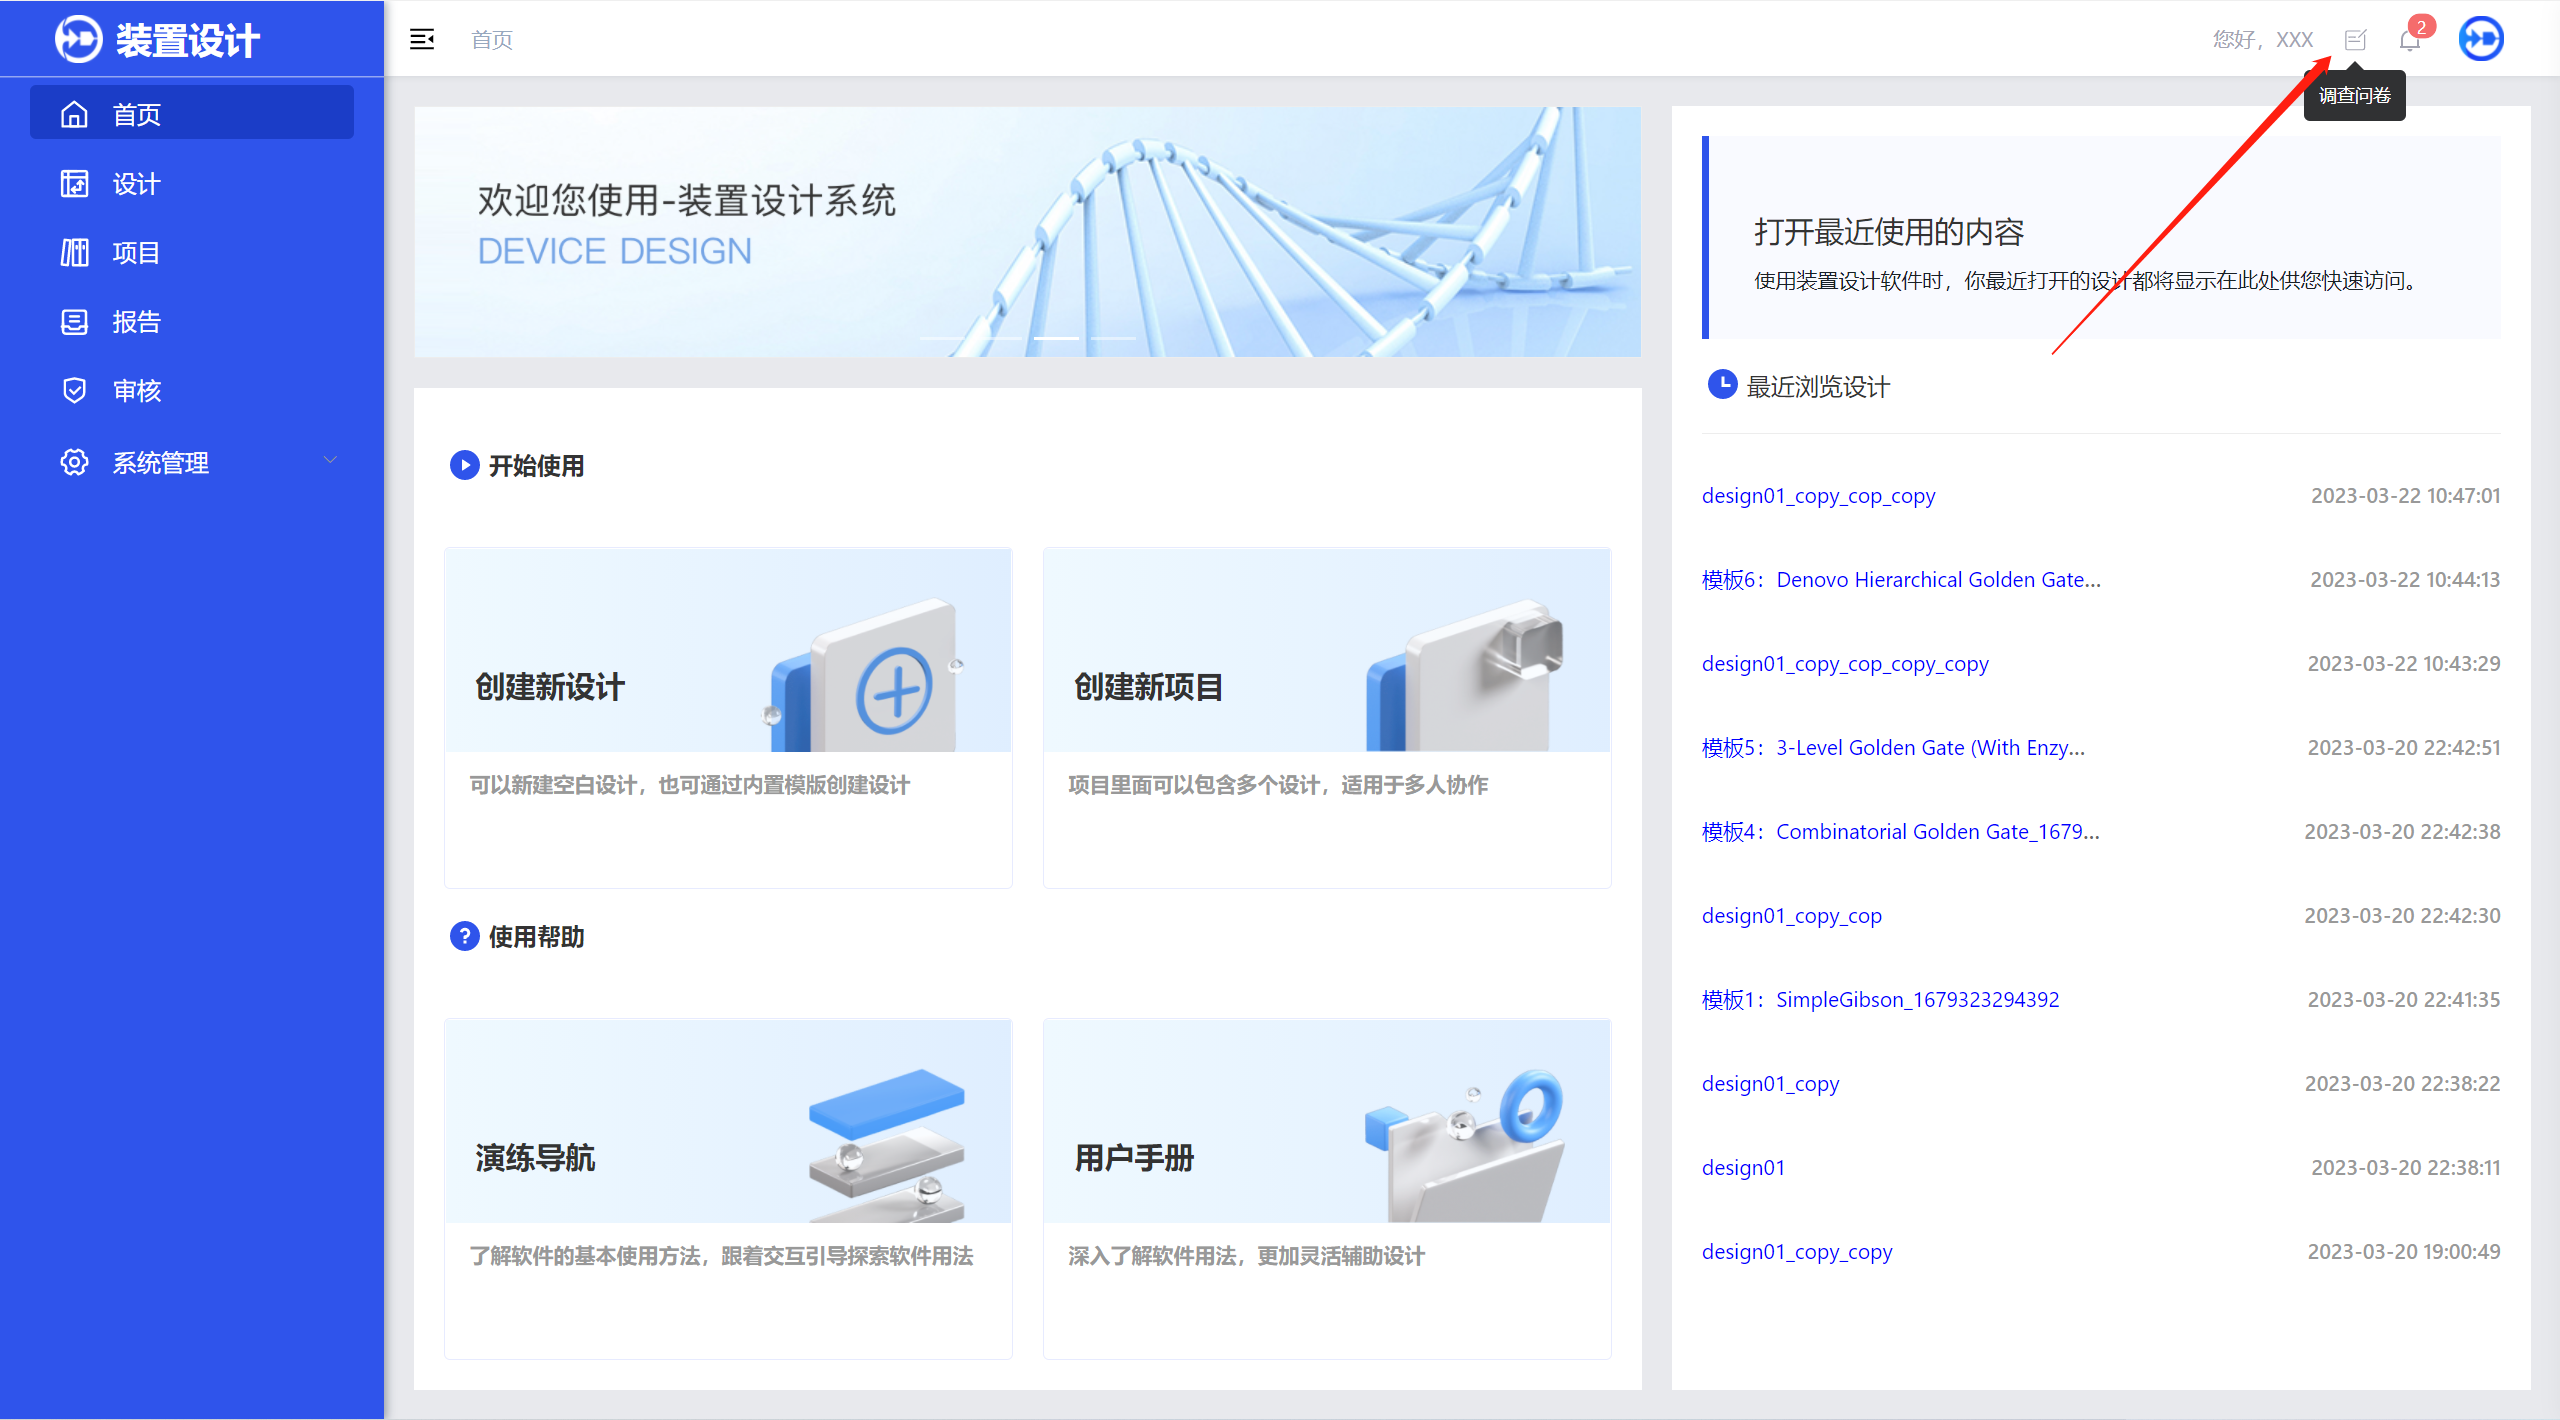 装置设计
首页
设计
项目
报告
审核
系统管理
首页
您好，XXX
2
调查问卷
欢迎您使用-装置设计系统
DEVICE DESIGN
开始使用
创建新设计
可以新建空白设计，也可通过内置模版创建设计
创建新项目
项目里面可以包含多个设计，适用于多人协作
使用帮助
演练导航
了解软件的基本使用方法，跟着交互引导探索软件用法
用户手册
深入了解软件用法，更加灵活辅助设计
打开最近使用的内容
使用装置设计软件时，你最近打开的设计都将显示在此处供您快速访问。
最近浏览设计
design01_copy_cop_copy 2023-03-22 10:47:01
模板6：Denovo Hierarchical Golden Gate... 2023-03-22 10:44:13
design01_copy_cop_copy_copy 2023-03-22 10:43:29
模板5：3-Level Golden Gate (With Enzy... 2023-03-20 22:42:51
模板4：Combinatorial Golden Gate_1679... 2023-03-20 22:42:38
design01_copy_cop 2023-03-20 22:42:30
模板1：SimpleGibson_1679323294392 2023-03-20 22:41:35
design01_copy 2023-03-20 22:38:22
design01 2023-03-20 22:38:11
design01_copy_copy 2023-03-20 19:00:49